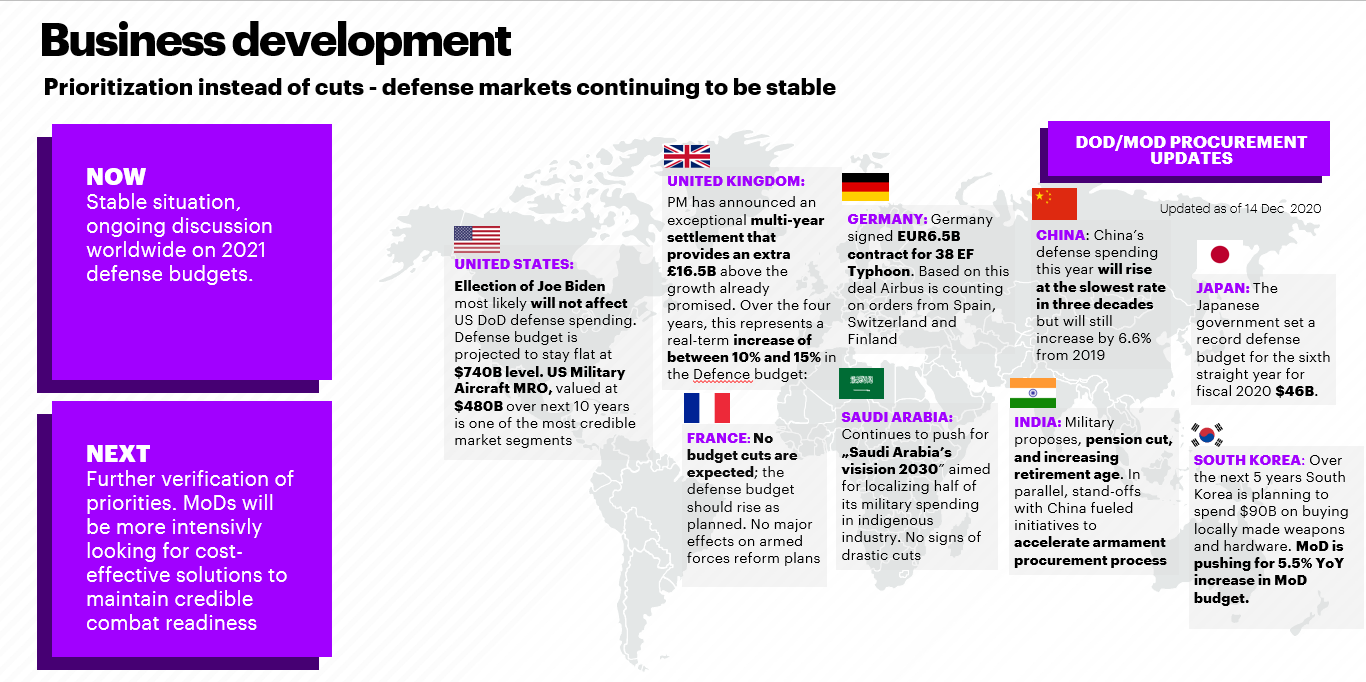 Business development
Prioritization instead of cuts - defense markets continuing to be stable
NOW
Stable situation,
ongoing discussion
worldwide on 2021
defense budgets.
NEXT
Further verification of
priorities. MoDs will
be more intensivly
looking for cost-
effective solutions to
maintain credible
combat readiness
DOD/MOD PROCUREMENT
UPDATES
Updated as of 14 Dec 2020
UNITED STATES:
Ellection of Joe Biden
most likely will not affect
US DoD defense spending.
Defense budget is
projected to stay flat at
$740B level. US Military
Aircraft MRO, valued at
$480B over next 10 years
is one of the most credible
market segments
UNITED KINGDOM:
PM has announced an
exceptional multi-year
settlement that
provides an extra
£16.5B above the
growth already
promised. Over the four
years, this represents a
real-term increase of
between 10% and 15% in
the Defence budget:
FRANCE: No
budget cuts are
expected; the
defense budget
should rise as
planned. No major
effects on armed
forces reform plans
GERMANY: Germany
signed EUR6.5B
contract for 38 EF
Typhoon. Based on this
deal Airbus is counting
on orders from Spain,
Switzerland and
Finland
SAUDI ARABIA:
Continues to push for
„Saudi Arabia's
visision 2030” aimed
for localizing half of
its military spending
in indigenous
industry. No signs of
drastic cuts
CHINA: China's
defense spending
this year will rise
at the slowest rate
in three decades
but will still
increase by 6.6%
from 2019
INDIA: Military
proposes, pension cut,
and increasing
retirement age. In
parallel, stand-offs
with China fueled
initiatives to
accelerate armament
procurement process
JAPAN: The
Japanese
government set a
record defense
budget for the sixth
straight year for
fiscal 2020 $46B.
SOUTH KOREA: Over
the next 5 years South
Korea is planning to
spend $90B on buying
locally made weapons
and hardware. MoD is
pushing for 5.5% YoY
increase in MoD
budget.